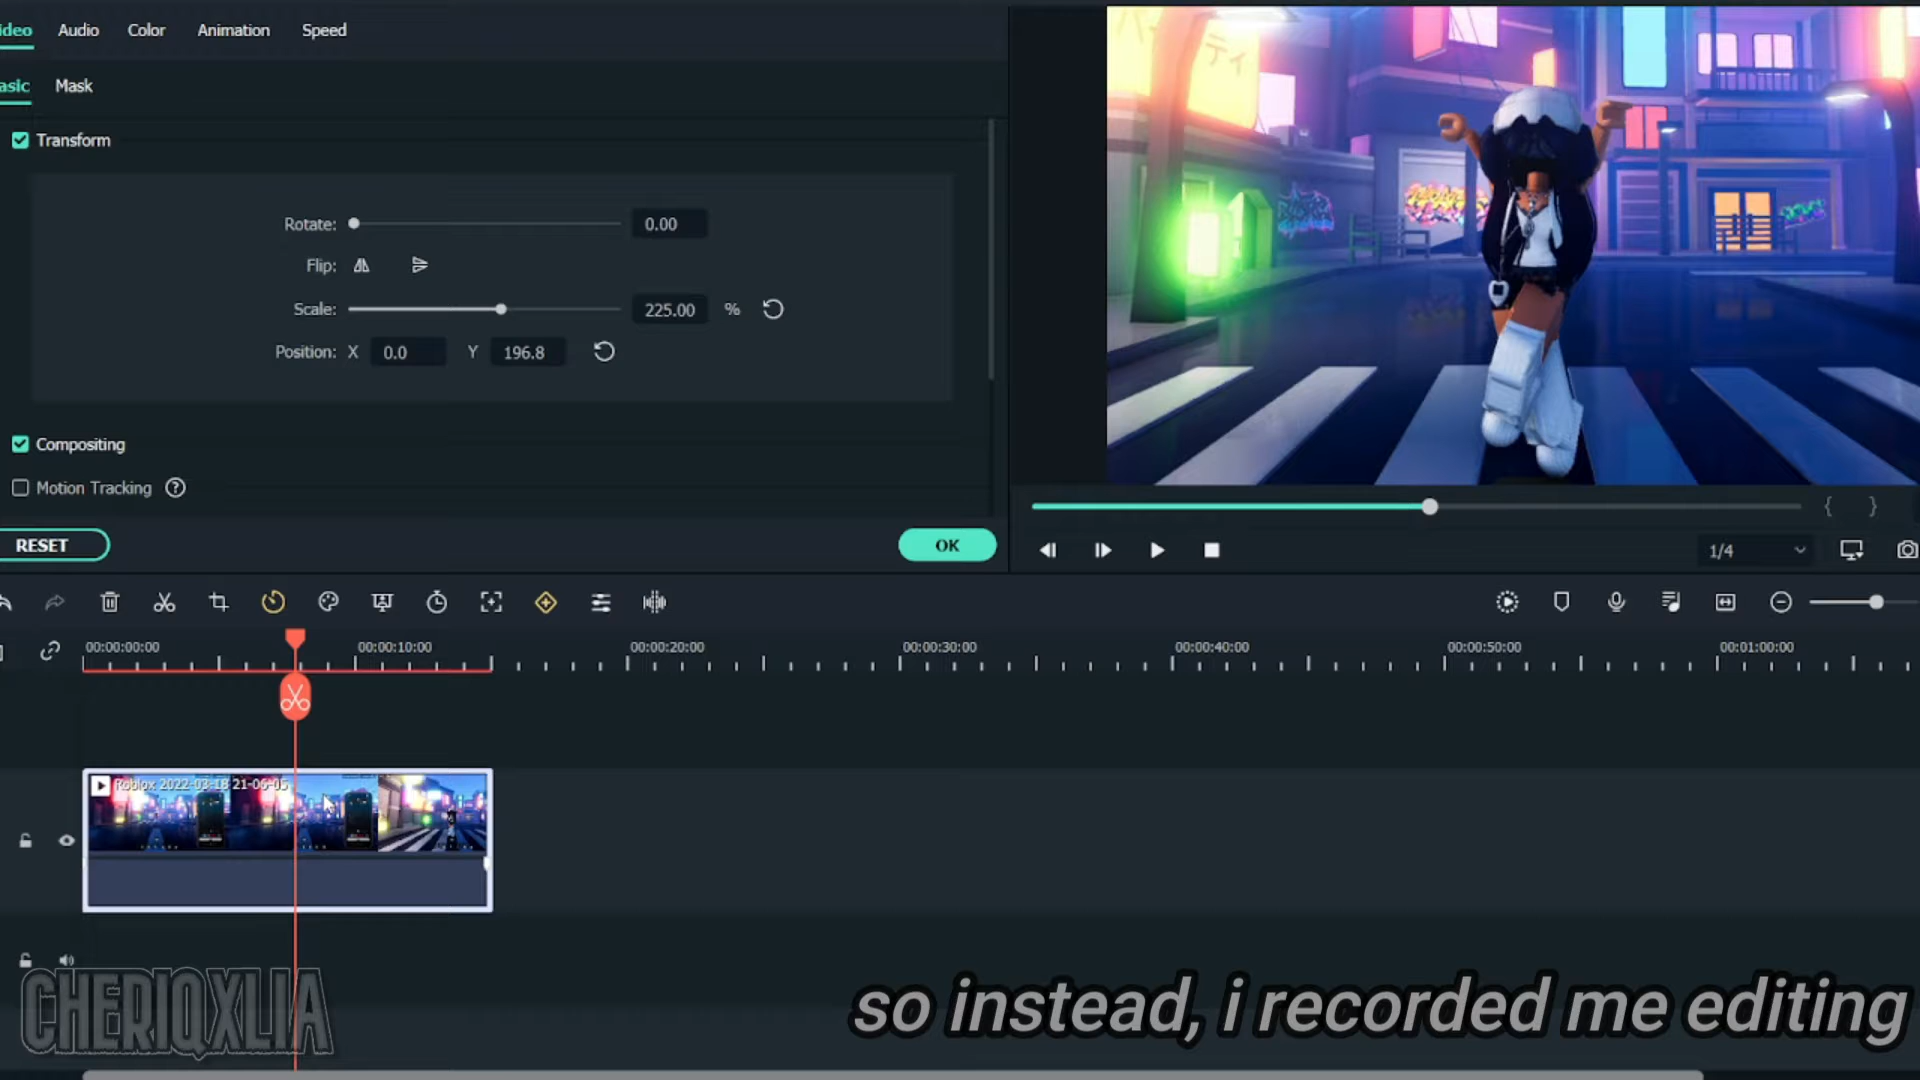 ideo Audio Color Animation Speed
asic Mask
Transform
Rotate: 0.00
Flip:
Scale: 225.00 %
Position: X 0.0 Y 196.8
Compositing
Motion Tracking ?
RESET OK
{ }
1/4
00:00:00:00 00:00:10:00 00:00:20:00 00:00:30:00 00:00:40:00 00:00:50:00 00:01:00:00
Roblox 2022-03-18 21-06-05
CHERIQXLIA
so instead, i recorded me editing